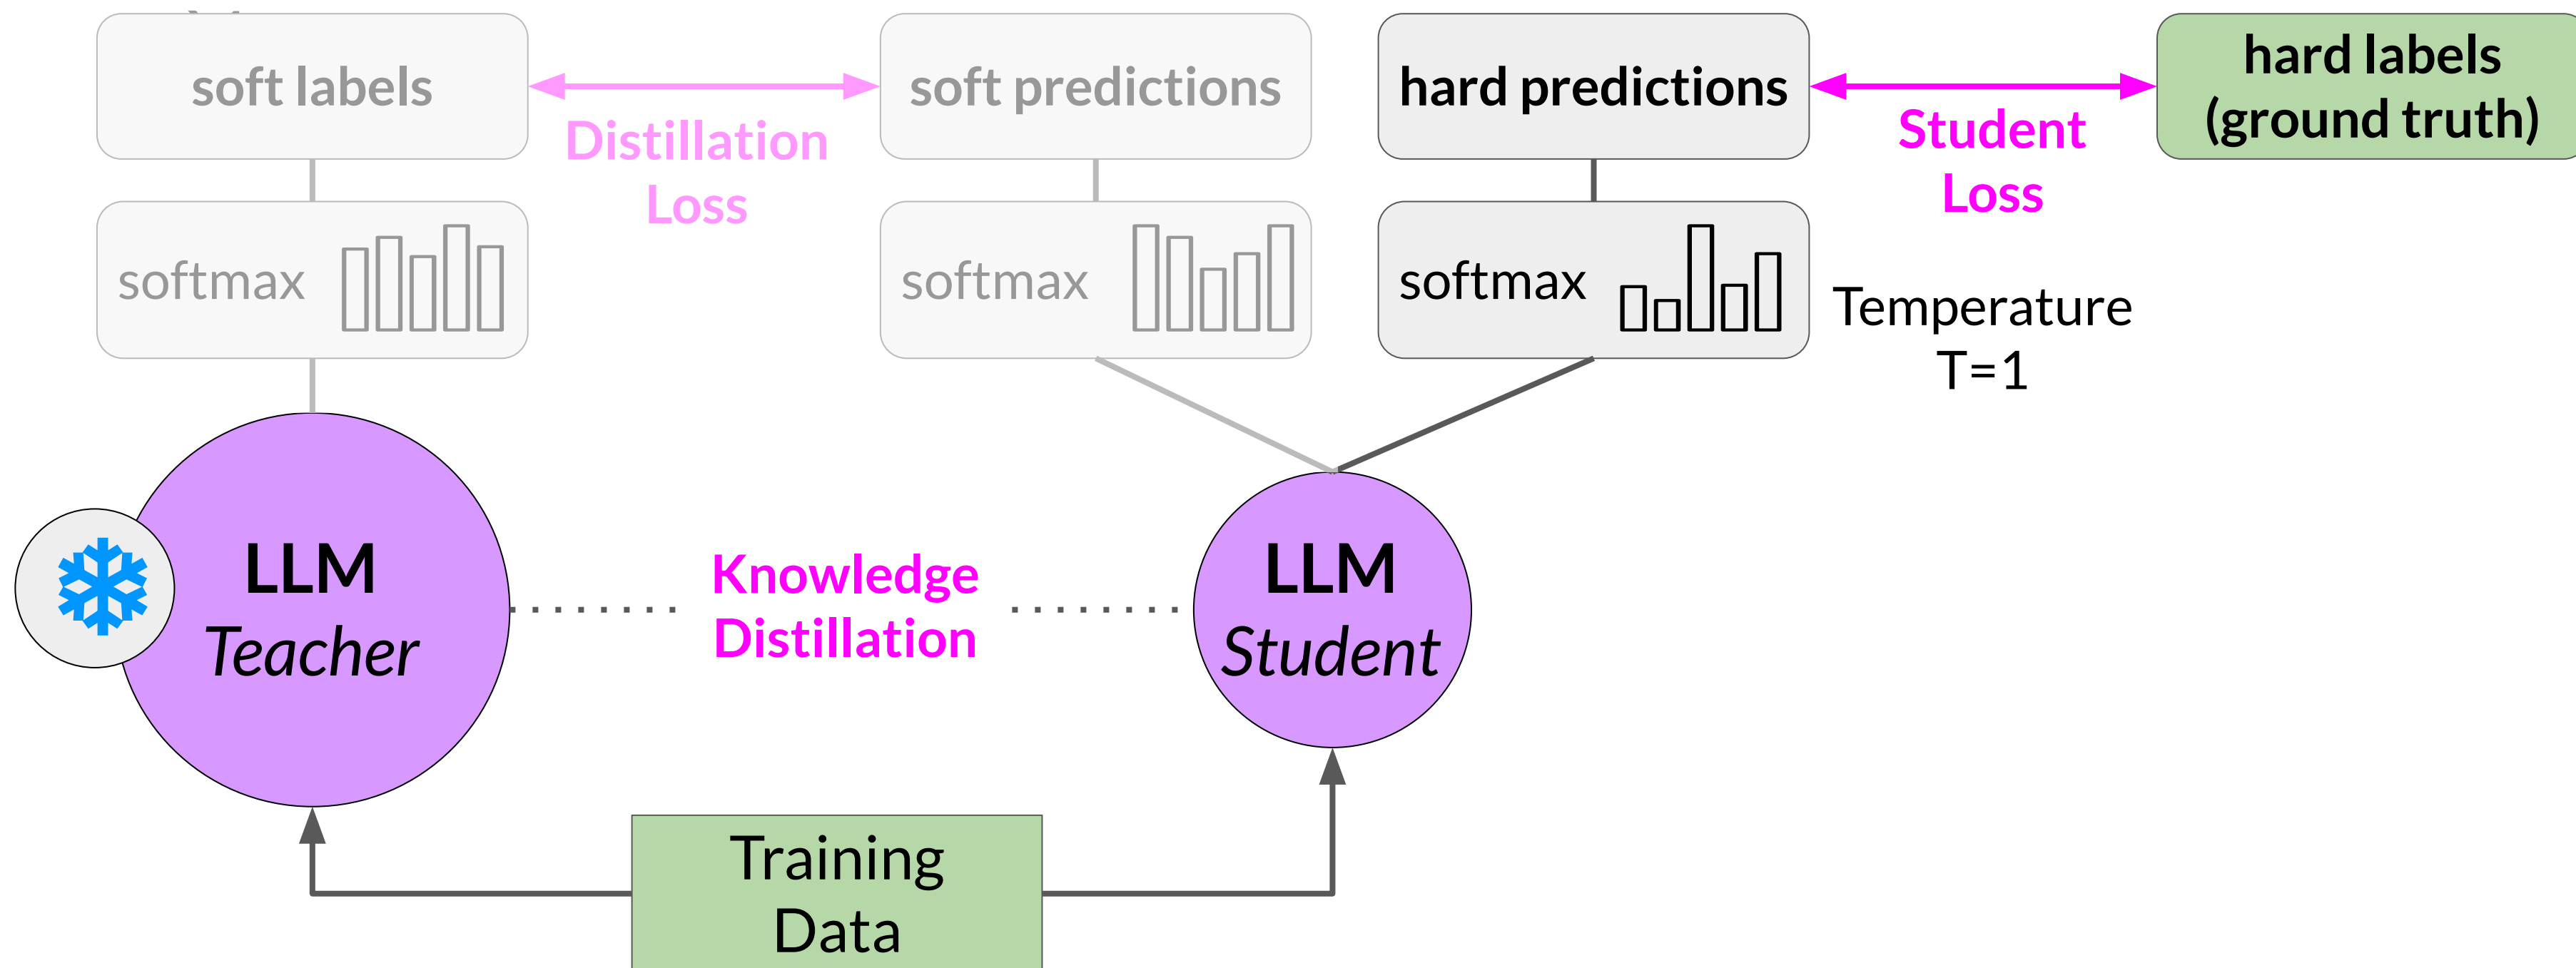 soft labels
Distillation
Loss
soft predictions
hard predictions
Student
Loss
hard labels
(ground truth)
softmax
softmax
softmax
Temperature
T=1
LLM
Teacher
Knowledge
Distillation
LLM
Student
Training
Data